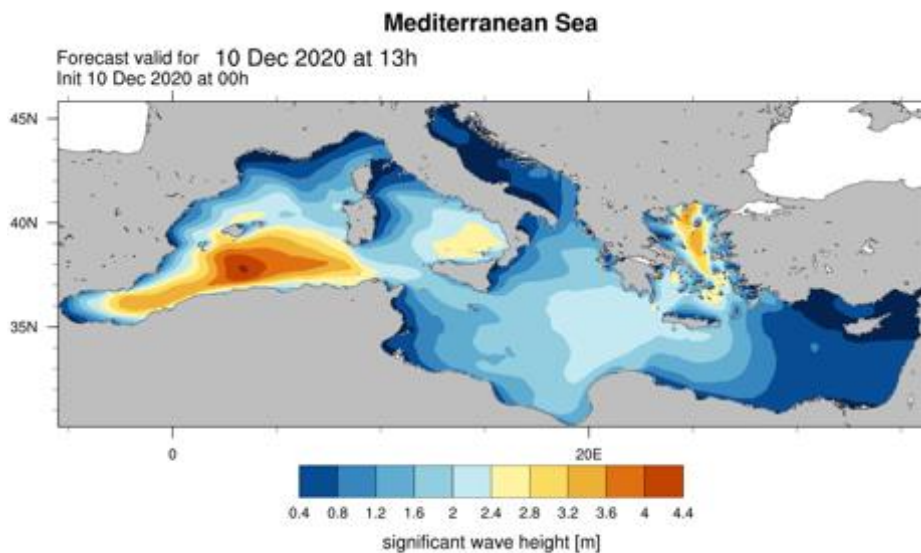 Mediterranean Sea
Forecast valid for 10 Dec 2020 at 13h
Init 10 Dec 2020 at 00h
45N
40N
35N
0 20E
0.4 0.8 1.2 1.6 2 2.4 2.8 3.2 3.6 4 4.4
significant wave height [m]